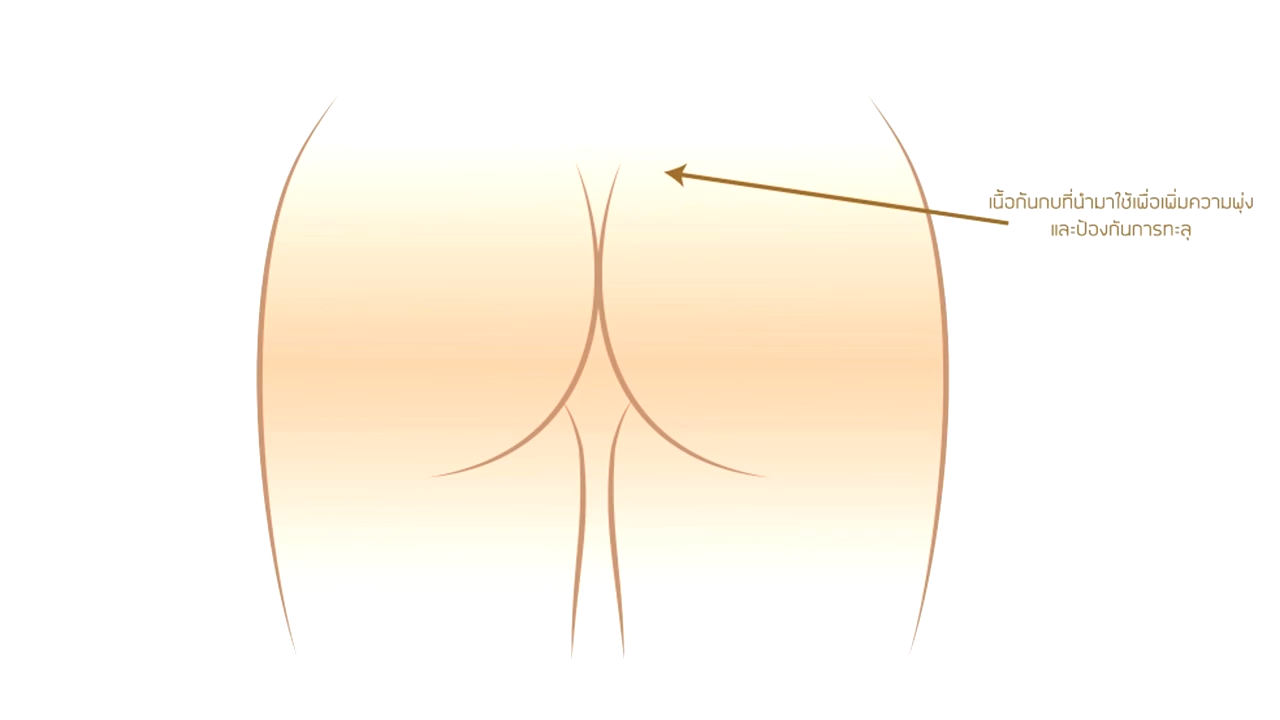 เนื้อก้นกบที่นำมาใช้เพื่อเพิ่มความพุ่ง
และป้องกันการทะลุ